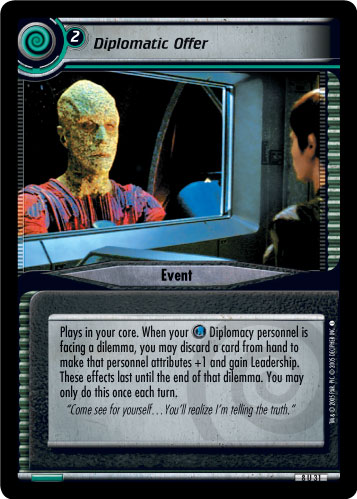 2
Diplomatic Offer
Event
Plays in your core. When your Diplomacy personnel is
facing a dilemma, you may discard a card from hand to
make that personnel attributes +1 and gain Leadership.
These effects last until the end of that dilemma. You may
only do this once each turn.
“Come see for yourself… You'll realize I'm telling the truth.”
8 U 31